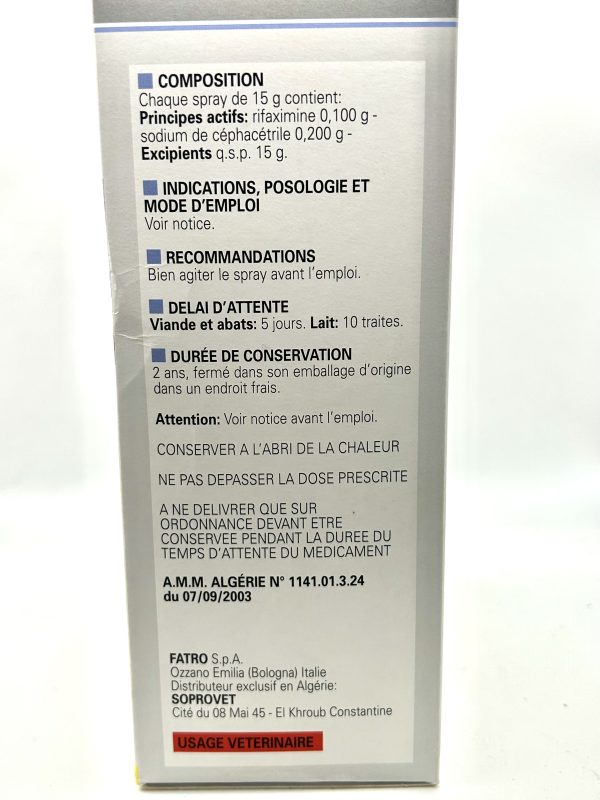 COMPOSITION
Chaque spray de 15 g contient:
Principes actifs: rifaximine 0,100 g -
sodium de céphacétrile 0,200 g -
Excipients q.s.p. 15 g.
INDICATIONS, POSOLOGIE ET
MODE D'EMPLOI
Voir notice.
RECOMMANDATIONS
Bien agiter le spray avant l'emploi.
DELAI D'ATTENTE
Viande et abats: 5 jours. Lait: 10 traites.
DURÉE DE CONSERVATION
2 ans, fermé dans son emballage d'origine
dans un endroit frais.
Attention: Voir notice avant l'emploi.
CONSERVER A L'ABRI DE LA CHALEUR
NE PAS DEPASSER LA DOSE PRESCRITE
A NE DELIVRER QUE SUR
ORDONNANCE DEVANT ETRE
CONSERVEE PENDANT LA DUREE DU
TEMPS D'ATTENTE DU MEDICAMENT
A.M.M. ALGÉRIE N° 1141.01.3.24
du 07/09/2003
FATRO S.p.A.
Ozzano Emilia (Bologna) Italie
Distributeur exclusif en Algérie:
SOPROVET
Cité du 08 Mai 45 - El Khroub Constantine
USAGE VETERINAIRE